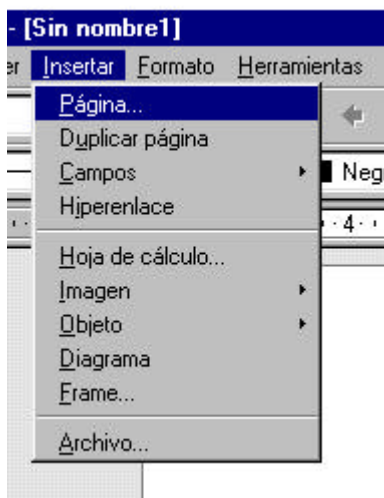 - [Sin nombre1]
er Insertar Formato Herramientas
Página...
Duplicar página
Campos
Neg
Hiperenlace
4
Hoja de cálculo...
Imagen
Objeto
Diagrama
Frame...
Archivo...